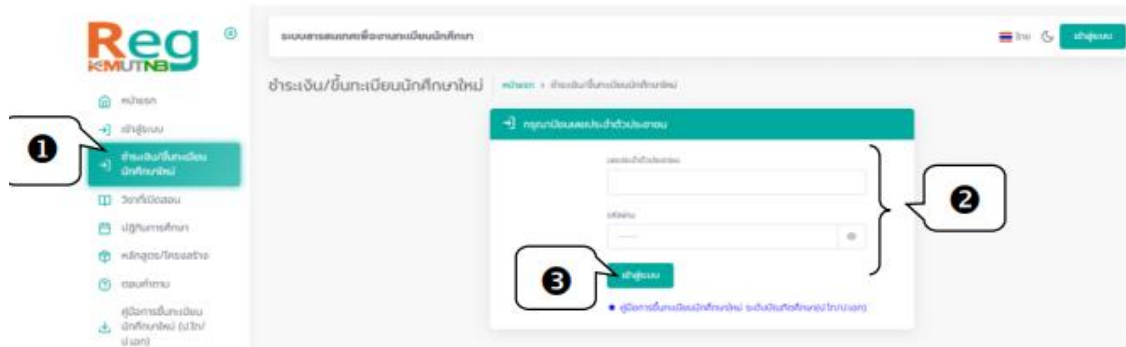 Reg
KMUTNB
ระบบสารสนเทศเพื่องานทะเบียนนักศึกษา
ไทย
เข้าสู่ระบบ
ชำระเงิน/ขึ้นทะเบียนนักศึกษาใหม่
หน้าแรก › ชำระเงิน/ขึ้นทะเบียนนักศึกษาใหม่
หน้าแรก
เข้าสู่ระบบ
ชำระเงิน/ขึ้นทะเบียน
นักศึกษาใหม่
วิชาที่เปิดสอน
ปฏิทินการศึกษา
หลักสูตร/โครงสร้าง
ตอบคำถาม
คู่มือการขึ้นทะเบียน
นักศึกษาใหม่ (ป.โท/
ป.เอก)
❶
กรุณาป้อนเลขประจำตัวประชาชน
เลขประจำตัวประชาชน
รหัสผ่าน
❷
เข้าสู่ระบบ
❸
คู่มือการขึ้นทะเบียนนักศึกษาใหม่ ระดับบัณฑิตศึกษา(ป.โท/ป.เอก)